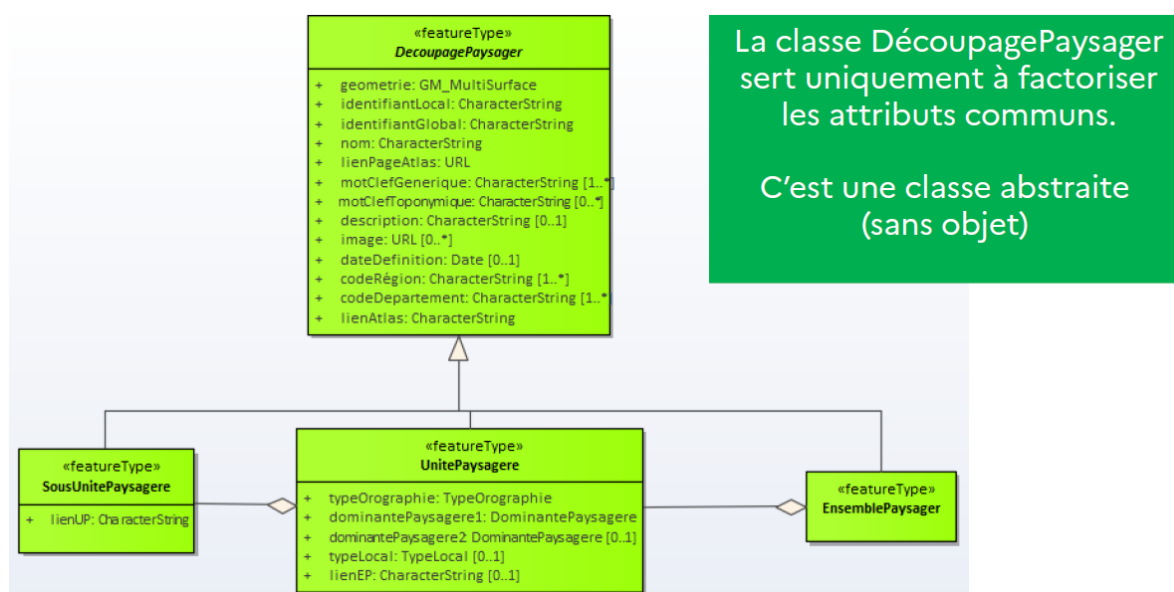 «featureType»
DecoupagePaysager
+ geometrie: GM_MultiSurface
+ identifiantLocal: CharacterString
+ identifiantGlobal: CharacterString
+ nom: CharacterString
+ lienPageAtlas: URL
+ motClefGenerique: CharacterString [1..*]
+ motClefToponymique: CharacterString [0..*]
+ description: CharacterString [0..1]
+ image: URL [0..*]
+ dateDefinition: Date [0..1]
+ codeRégion: CharacterString [1..*]
+ codeDepartement: CharacterString [1..*]
+ lienAtlas: CharacterString
La classe DécoupagePaysager
sert uniquement à factoriser
les attributs communs.
C'est une classe abstraite
(sans objet)
«featureType»
SousUnitePaysagere
+ lienUP: CharacterString
«featureType»
UnitePaysagere
+ typeOrographie: TypeOrographie
+ dominantePaysagere1: DominantePaysagere
+ dominantePaysagere2: DominantePaysagere [0..1]
+ typeLocal: TypeLocal [0..1]
+ lienEP: CharacterString [0..1]
«featureType»
EnsemblePaysager